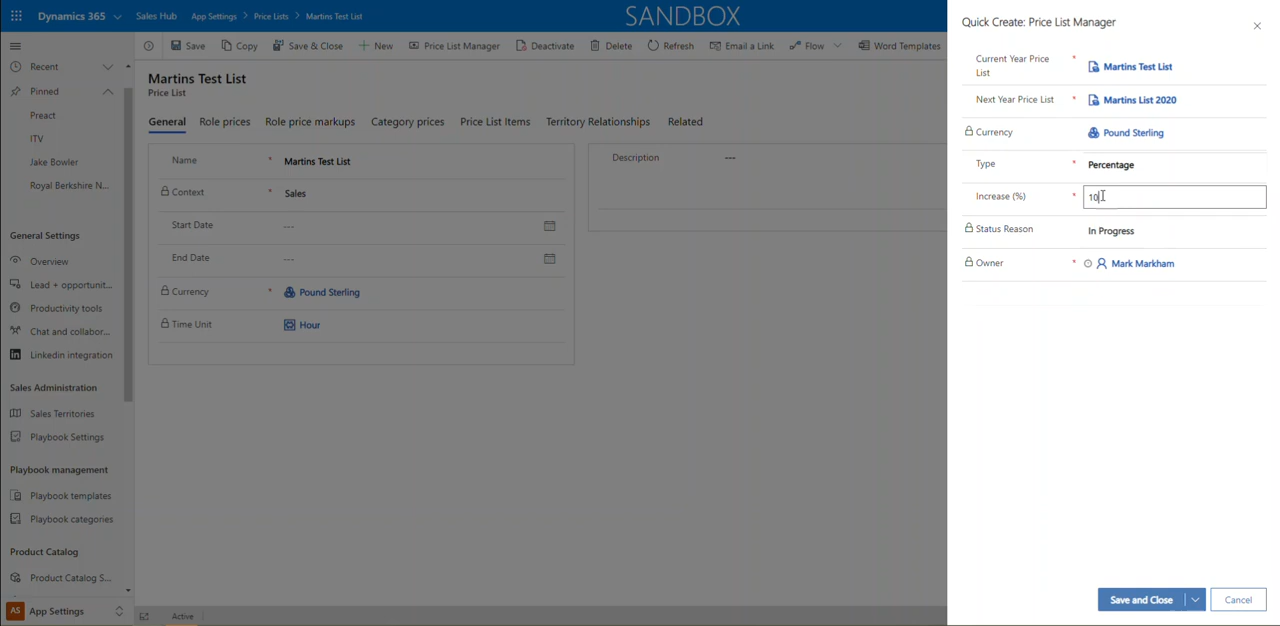 Dynamics 365
Sales Hub
App Settings
Price Lists
Martins Test List
SANDBOX
Save
Copy
Save & Close
New
Price List Manager
Deactivate
Delete
Refresh
Email a Link
Flow
Word Templates
Recent
Pinned
Preact
ITV
Jake Bowler
Royal Berkshire N...
General Settings
Overview
Lead + opportunit...
Productivity tools
Chat and collabor...
LinkedIn integration
Sales Administration
Sales Territories
Playbook Settings
Playbook management
Playbook templates
Playbook categories
Product Catalog
Product Catalog S...
AS
App Settings
Martins Test List
Price List
General
Role prices
Role price markups
Category prices
Price List Items
Territory Relationships
Related
Name * Martins Test List
Context * Sales
Start Date ---
End Date ---
Currency * Pound Sterling
Time Unit Hour
Description ---
Active
Quick Create: Price List Manager
Current Year Price
List
* Martins Test List
Next Year Price List * Martins List 2020
Currency Pound Sterling
Type * Percentage
Increase (%) * 10
Status Reason In Progress
Owner * Mark Markham
Save and Close
Cancel